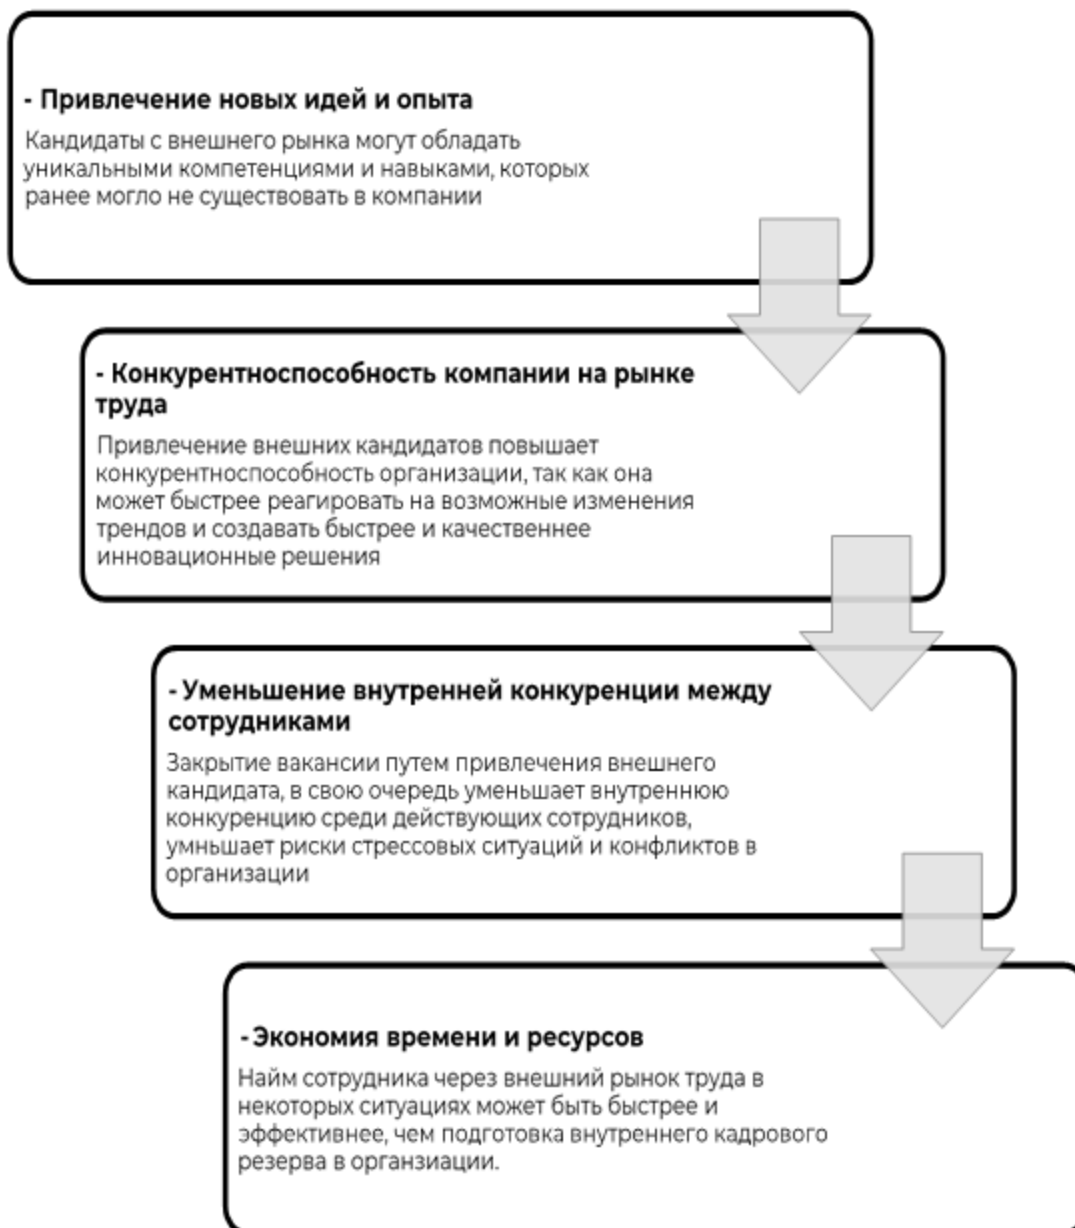 - Привлечение новых идей и опыта
Кандидаты с внешнего рынка могут обладать
уникальными компетенциями и навыками, которых
ранее могло не существовать в компании
- Конкурентноспособность компании на рынке
труда
Привлечение внешних кандидатов повышает
конкурентноспособность организации, так как она
может быстрее реагировать на возможные изменения
трендов и создавать быстрее и качественнее
инновационные решения
- Уменьшение внутренней конкуренции между
сотрудниками
Закрытие вакансии путем привлечения внешнего
кандидата, в свою очередь уменьшает внутреннюю
конкуренцию среди действующих сотрудников,
умньшает риски стрессовых ситуаций и конфликтов в
организации
- Экономия времени и ресурсов
Найм сотрудника через внешний рынок труда в
некоторых ситуациях может быть быстрее и
эффективнее, чем подготовка внутреннего кадрового
резерва в органзиации.